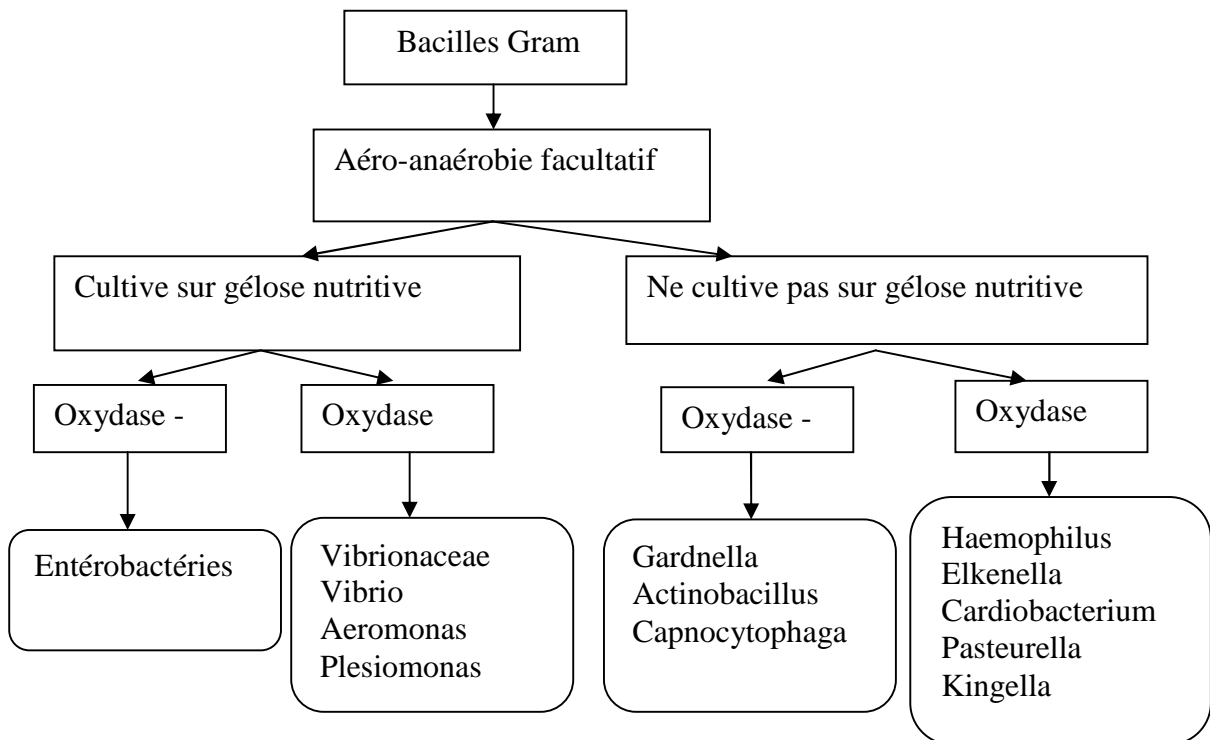 Bacilles Gram
Aéro-anaérobie facultatif
Cultive sur gélose nutritive
Ne cultive pas sur gélose nutritive
Oxydase -
Oxydase
Oxydase -
Oxydase
Entérobactéries
Vibrionaceae
Vibrio
Aeromonas
Plesiomonas
Gardnella
Actinobacillus
Capnocytophaga
Haemophilus
Elkenella
Cardiobacterium
Pasteurella
Kingella